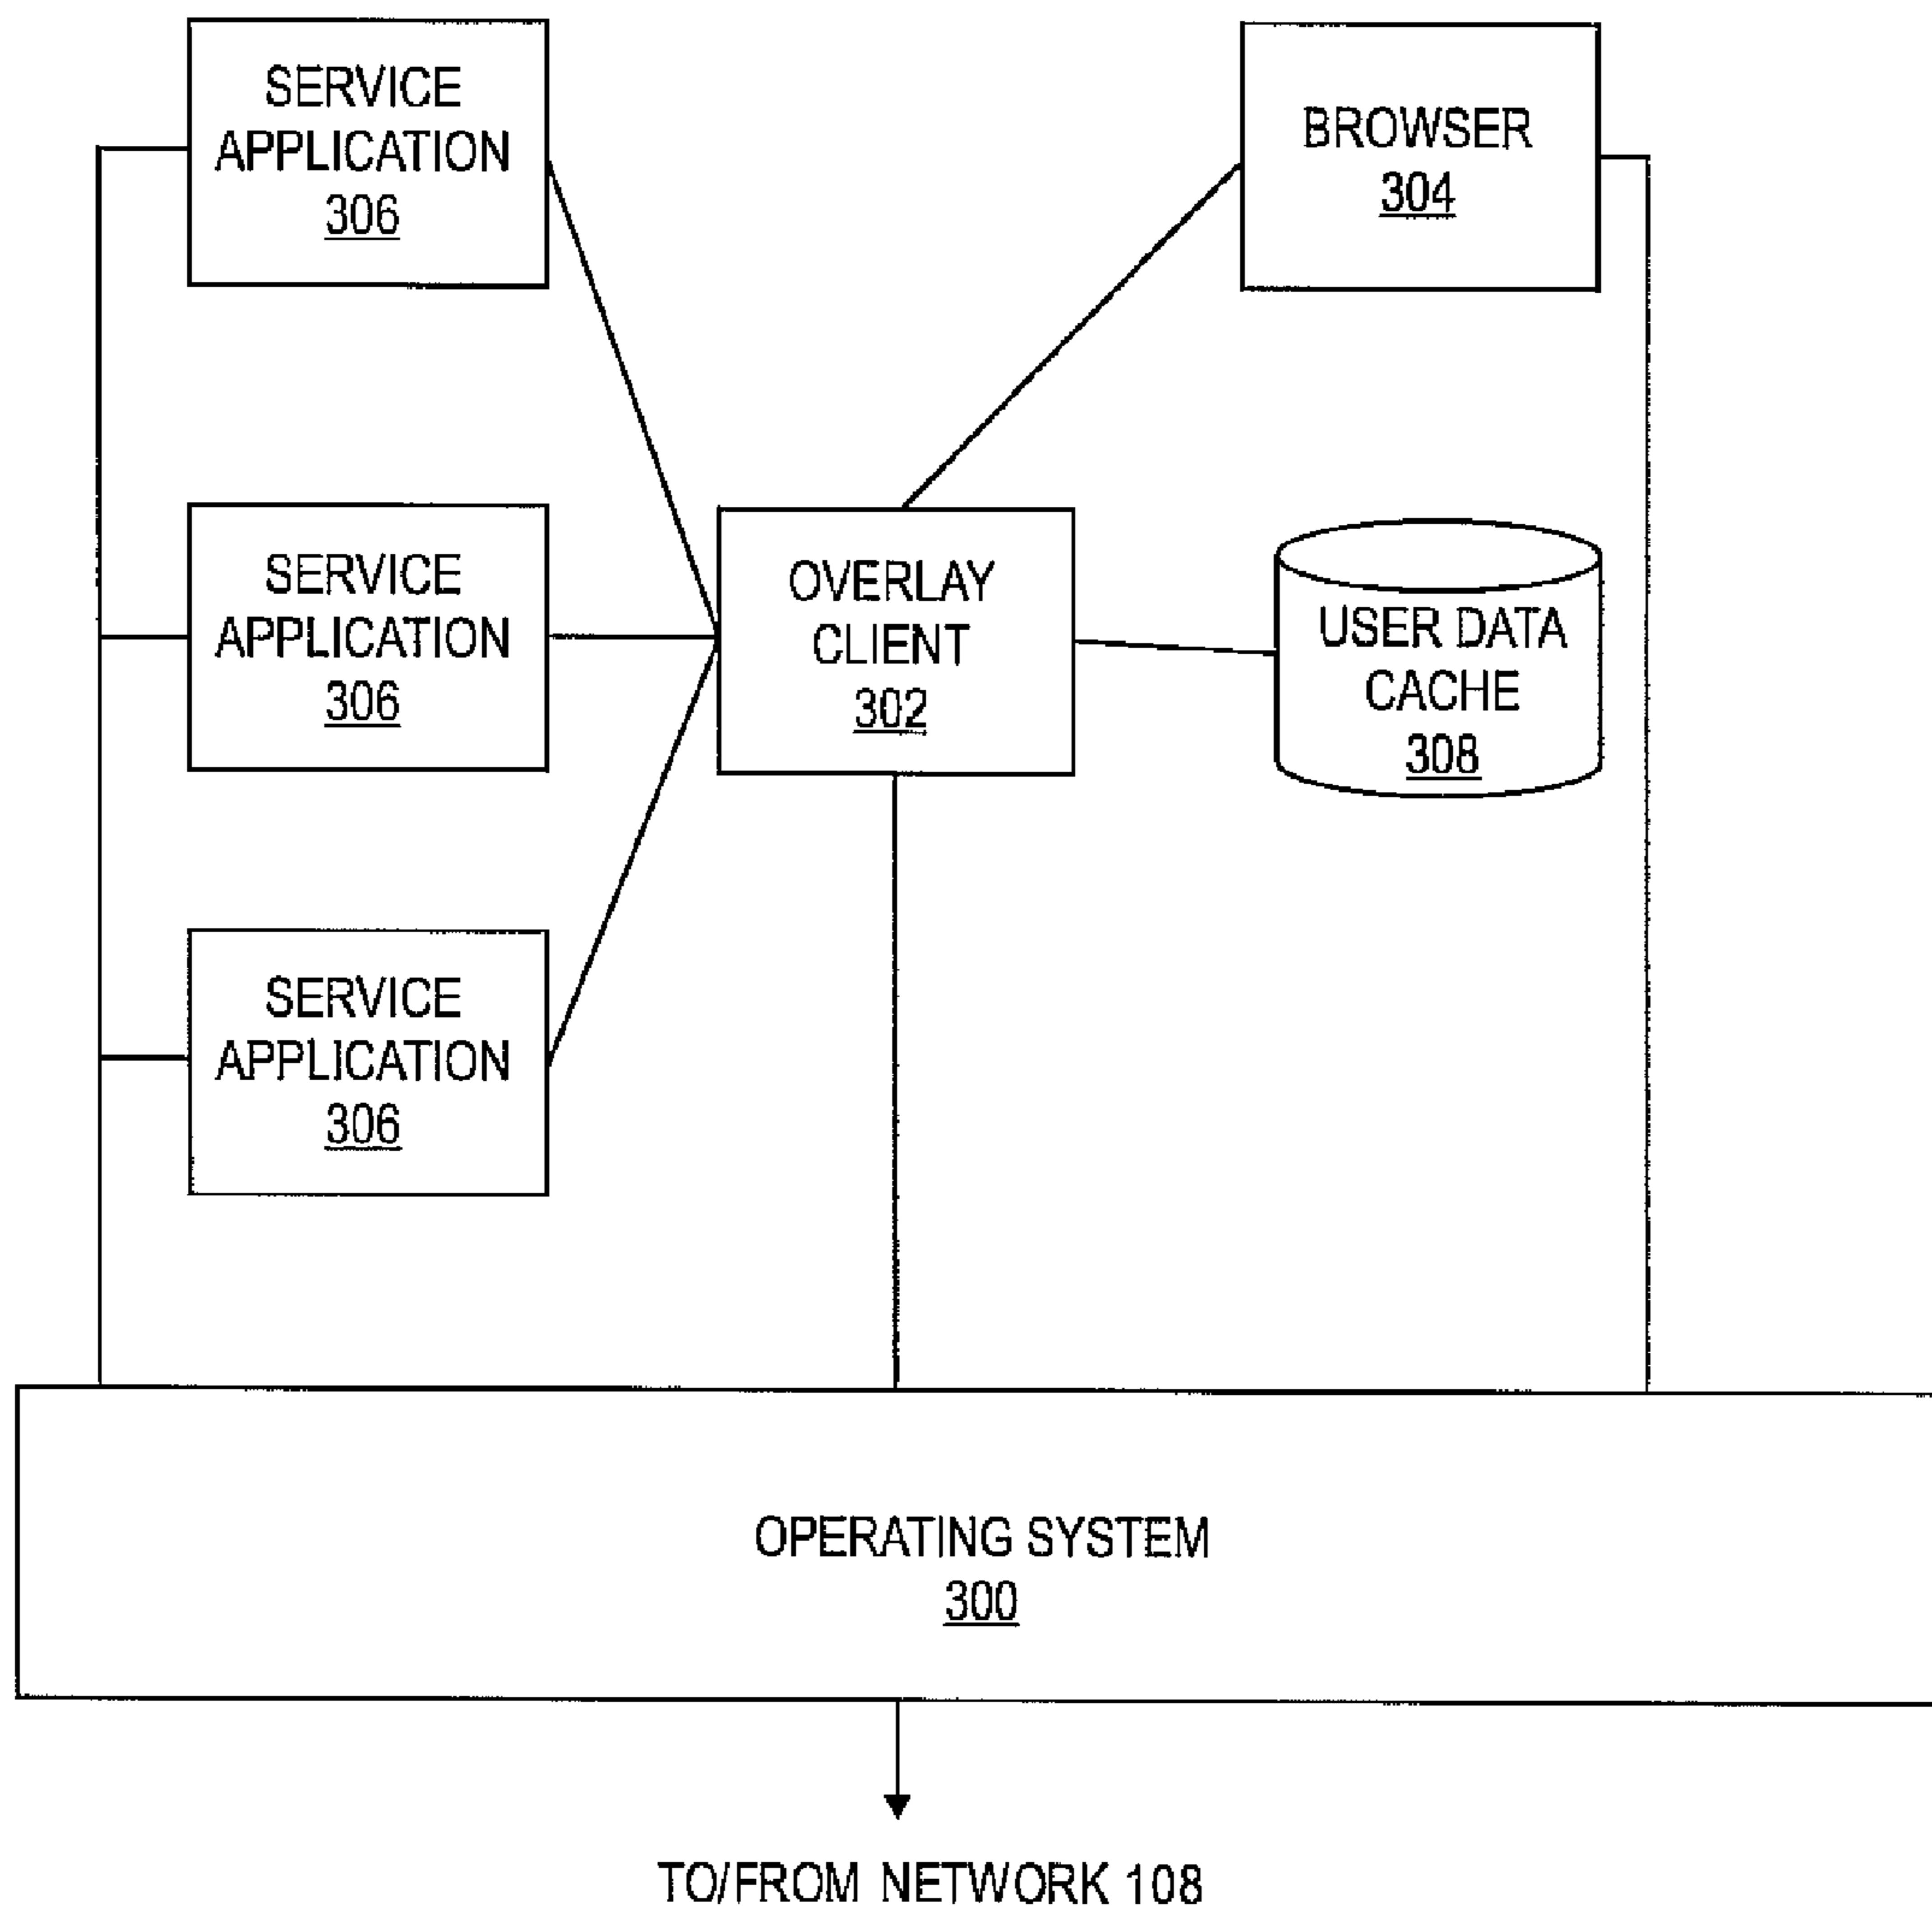 SERVICE
APPLICATION
306
BROWSER
304
SERVICE
APPLICATION
306
OVERLAY
CLIENT
302
USER DATA
CACHE
308
SERVICE
APPLICATION
306
OPERATING SYSTEM
300
TO/FROM NETWORK 108